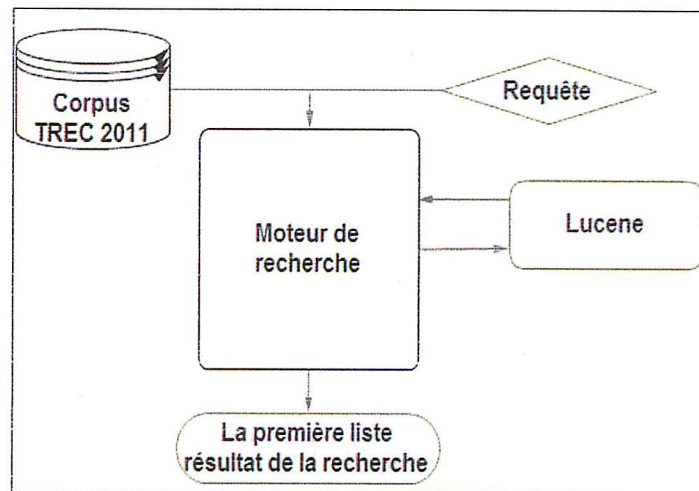 Corpus
TREC 2011
Requête
Moteur de
recherche
Lucene
La première liste
résultat de la recherche